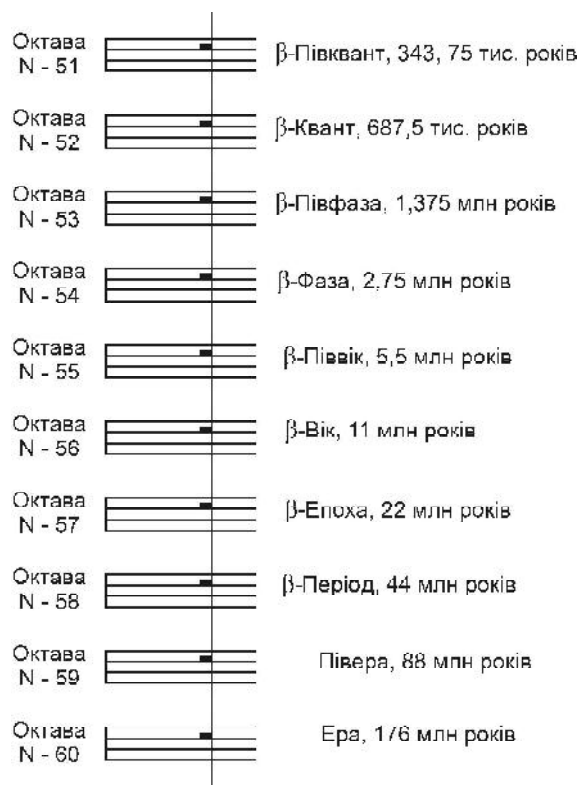 Октава
N - 51
β-Півквант, 343, 75 тис. років
Октава
N - 52
β-Квант, 687,5 тис. років
Октава
N - 53
β-Півфаза, 1,375 млн років
Октава
N - 54
β-Фаза, 2,75 млн років
Октава
N - 55
β-Піввік, 5,5 млн років
Октава
N - 56
β-Вік, 11 млн років
Октава
N - 57
β-Епоха, 22 млн років
Октава
N - 58
β-Період, 44 млн років
Октава
N - 59
Півера, 88 млн років
Октава
N - 60
Ера, 176 млн років